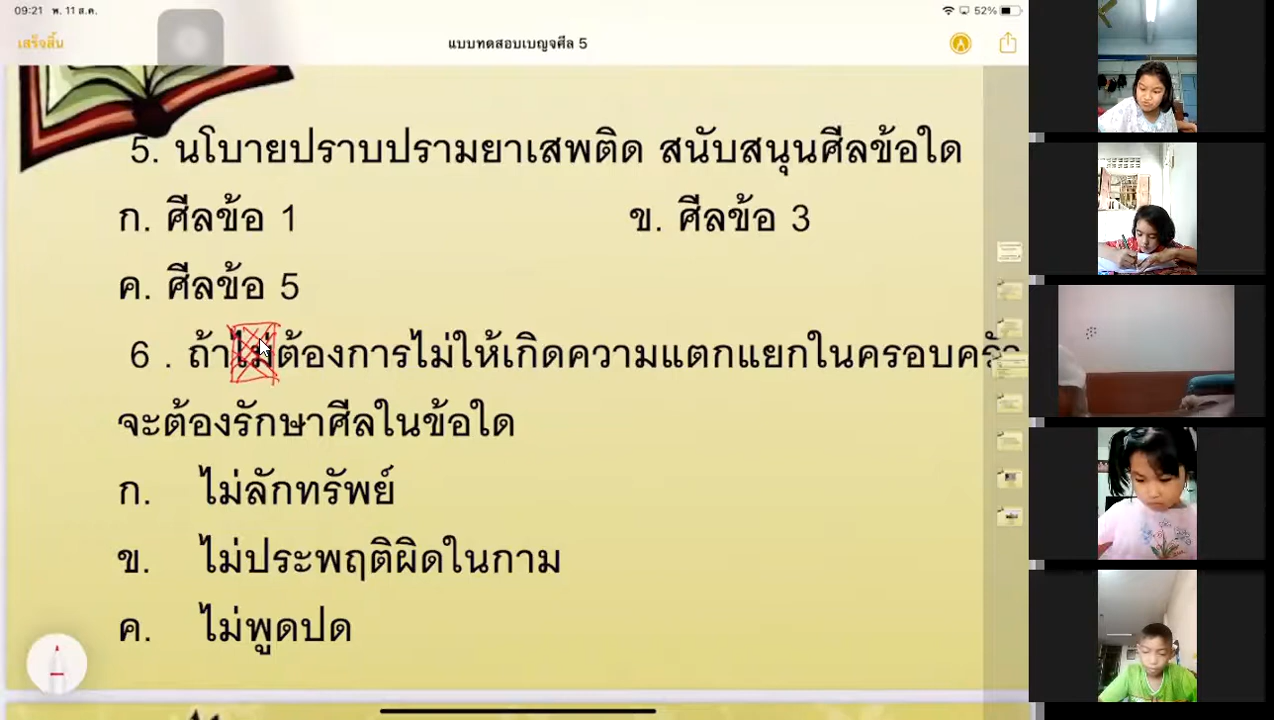 09:21 พ. 11 ส.ค.
52%
เสร็จสิ้น
แบบทดสอบเบญจศีล 5
5. นโบายปราบปรามยาเสพติด สนับสนุนศีลข้อใด
ก. ศีลข้อ 1 ข. ศีลข้อ 3
ค. ศีลข้อ 5
6 . ถ้าไม่ต้องการไม่ให้เกิดความแตกแยกในครอบครัว
จะต้องรักษาศีลในข้อใด
ก. ไม่ลักทรัพย์
ข. ไม่ประพฤติผิดในกาม
ค. ไม่พูดปด